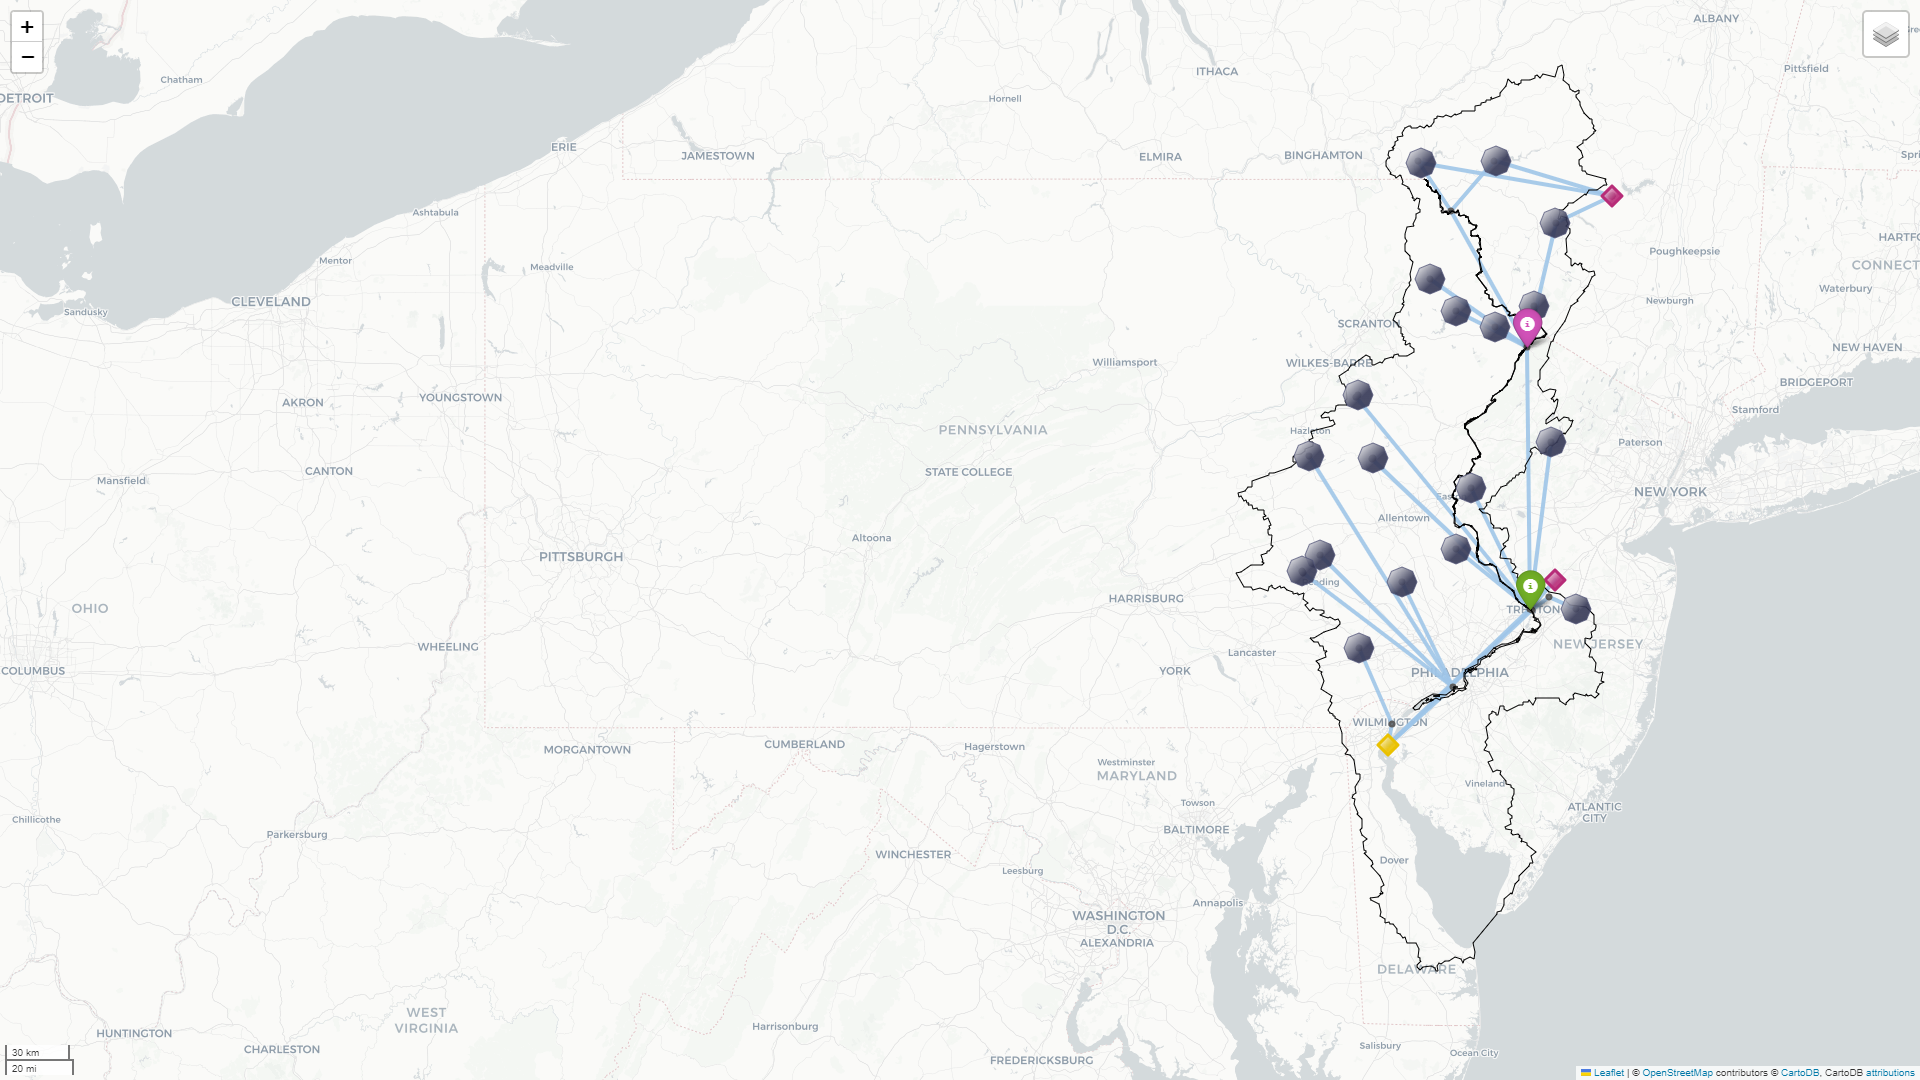 +
−
ALBANY
Pittsfield
Chatham
ITHACA
DETROIT
Hornell
ERIE
JAMESTOWN
ELMIRA
BINGHAMTON
Ashtabula
Poughkeepsie
CONNECT
Mentor
Meadville
Waterbury
CLEVELAND
Newburgh
Sandusky
SCRANTON
NEW HAVEN
Williamsport
WILKES-BARRE
BRIDGEPORT
YOUNGSTOWN
AKRON
Stamford
PENNSYLVANIA
Hazleton
Paterson
CANTON
STATE COLLEGE
Mansfield
NEW YORK
Allentown
Altoona
PITTSBURGH
HARRISBURG
OHIO
TRENTON
NEW JERSEY
WHEELING
Lancaster
COLUMBUS
YORK
PHILADELPHIA
WILMINGTON
MORGANTOWN
CUMBERLAND
Hagerstown
Westminster
MARYLAND
Vineland
Towson
ATLANTIC
CITY
Chillicothe
BALTIMORE
Parkersburg
WINCHESTER
Dover
Leesburg
Annapolis
WASHINGTON
D.C.
ALEXANDRIA
DELAWARE
WEST
VIRGINIA
Harrisonburg
HUNTINGTON
CHARLESTON
Salisbury
Ocean City
FREDERICKSBURG
30 km
20 mi
Leaflet | © OpenStreetMap contributors © CartoDB, CartoDB attributions